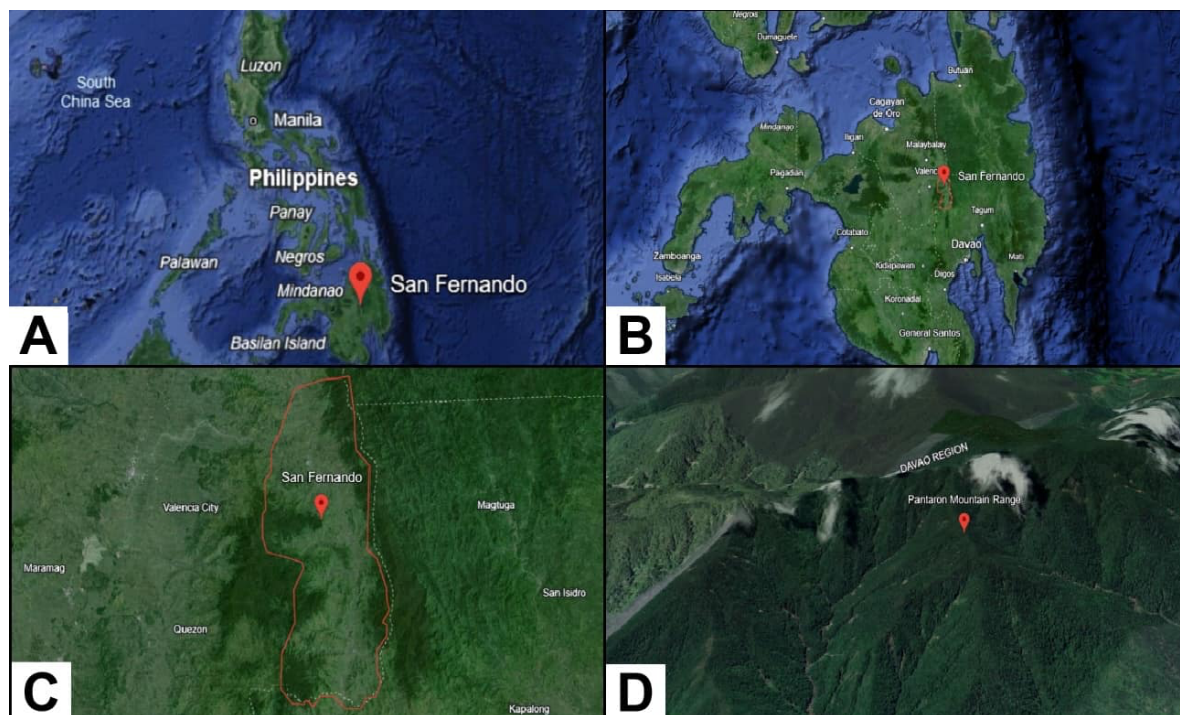 Luzon
South
China Sea
Manila
Philippines
Panay
Palawan
Negros
San Fernando
Mindanao
Basilan Island
A
Negros
Dumaguete
Butuan
Cagayan
de Oro
Mindanao
Iligan
Malaybalay
Pagadian
Valenc
San Fernando
Tagum
Cotabato
Davao
Zamboanga
Kidapawan
Mati
Isabela
Digos
Koronadal
General Santos
B
San Fernando
Valencia City
Magtuga
Maramag
San Isidro
Quezon
Kapalong
C
DAVAO REGION
Pantaron Mountain Range
D